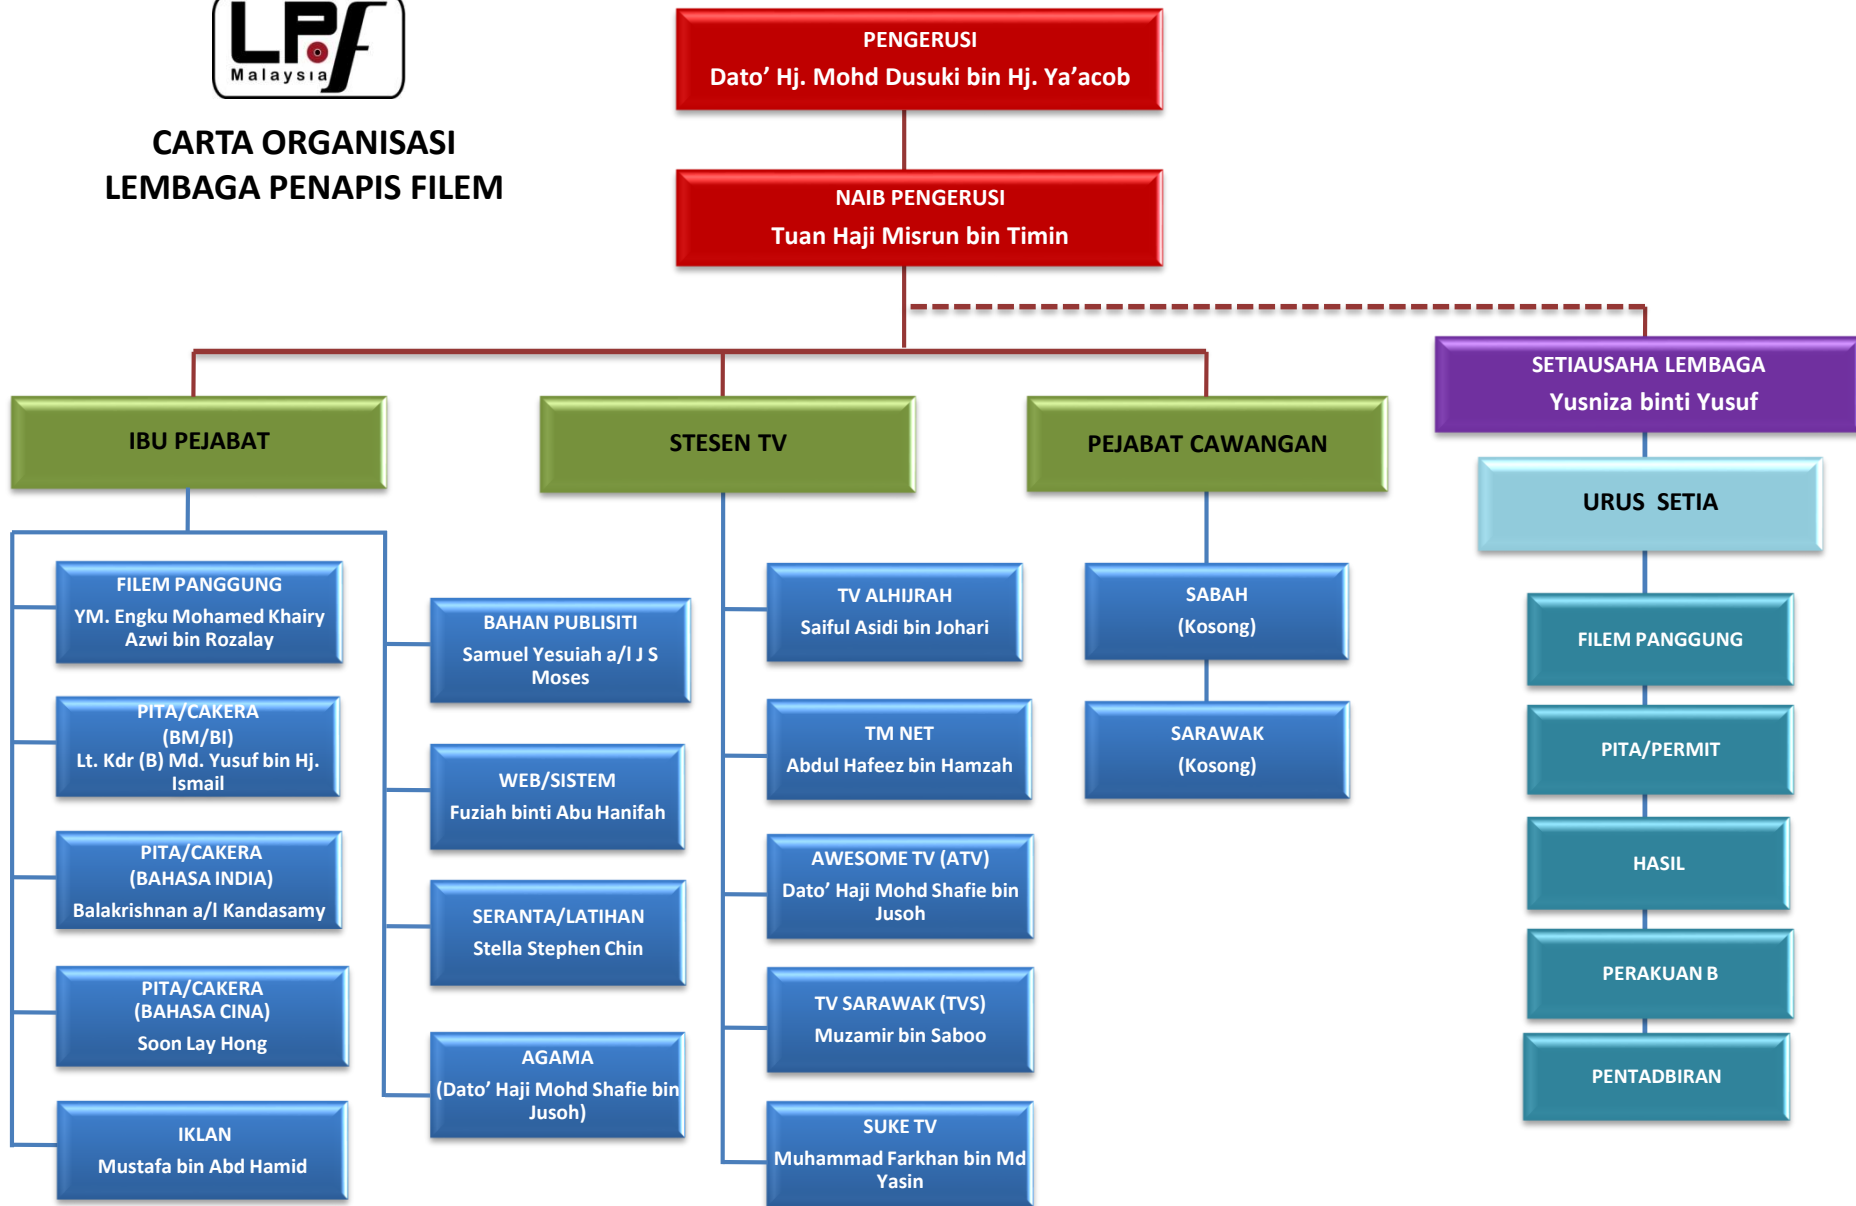 LPf
Malaysia
CARTA ORGANISASI
LEMBAGA PENAPIS FILEM
PENGERUSI
Dato’ Hj. Mohd Dusuki bin Hj. Ya’acob
NAIB PENGERUSI
Tuan Haji Misrun bin Timin
SETIAUSAHA LEMBAGA
Yusniza binti Yusuf
IBU PEJABAT
STESEN TV
PEJABAT CAWANGAN
URUS SETIA
FILEM PANGGUNG
YM. Engku Mohamed Khairy
Azwi bin Rozalay
PITA/CAKERA
(BM/BI)
Lt. Kdr (B) Md. Yusuf bin Hj.
Ismail
PITA/CAKERA
(BAHASA INDIA)
Balakrishnan a/l Kandasamy
PITA/CAKERA
(BAHASA CINA)
Soon Lay Hong
IKLAN
Mustafa bin Abd Hamid
BAHAN PUBLISITI
Samuel Yesuiah a/l J S
Moses
WEB/SISTEM
Fuziah binti Abu Hanifah
SERANTA/LATIHAN
Stella Stephen Chin
AGAMA
(Dato’ Haji Mohd Shafie bin
Jusoh)
TV ALHIJRAH
Saiful Asidi bin Johari
TM NET
Abdul Hafeez bin Hamzah
AWESOME TV (ATV)
Dato’ Haji Mohd Shafie bin
Jusoh
TV SARAWAK (TVS)
Muzamir bin Saboo
SUKE TV
Muhammad Farkhan bin Md
Yasin
SABAH
(Kosong)
SARAWAK
(Kosong)
FILEM PANGGUNG
PITA/PERMIT
HASIL
PERAKUAN B
PENTADBIRAN